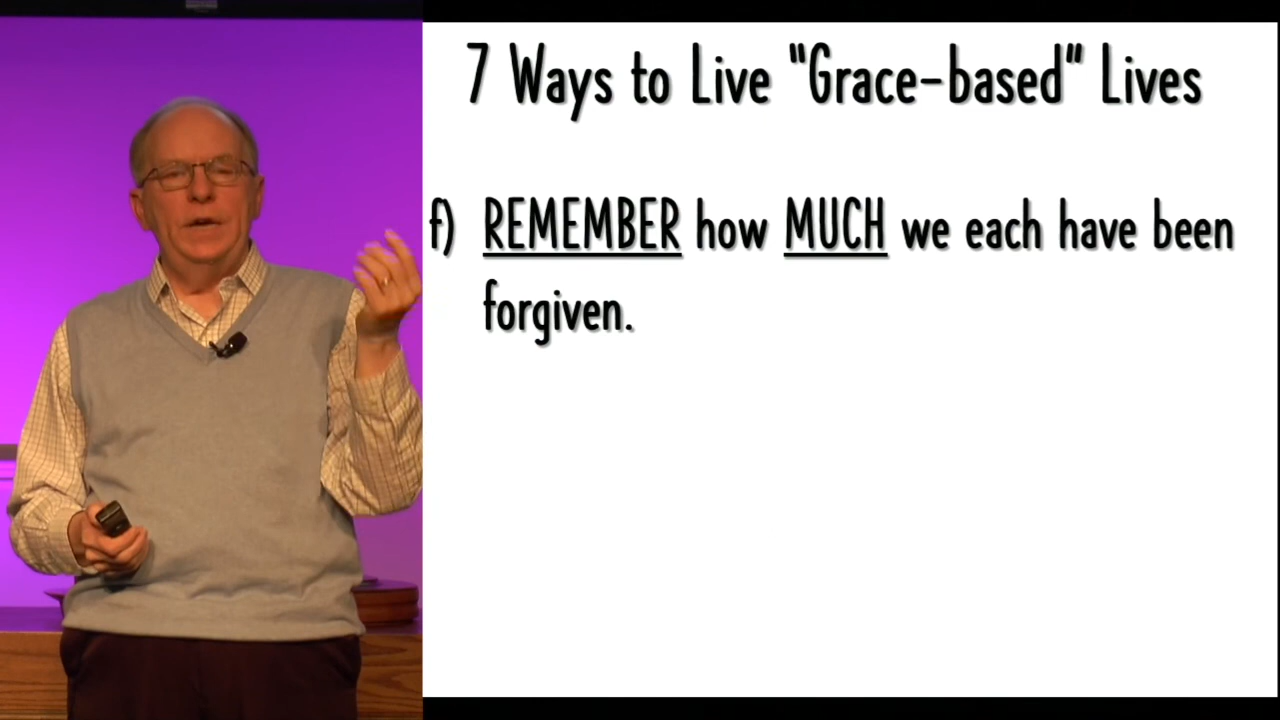 7 Ways to Live "Grace-based" Lives
f) REMEMBER how MUCH we each have been
forgiven.